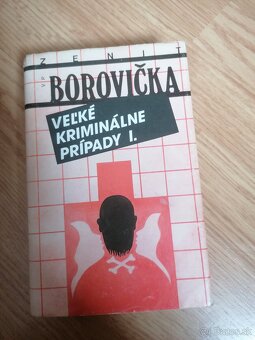 ZENIT
V. P.
BOROVIČKA
VEĽKÉ
KRIMINÁLNE
PRÍPADY I.